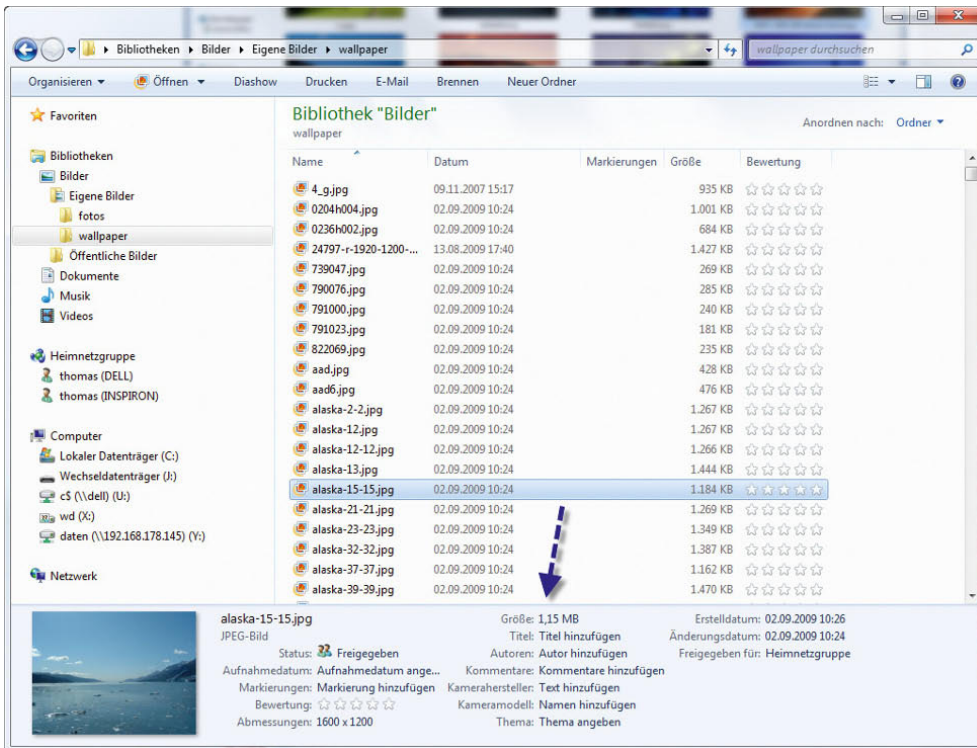 Bibliotheken ▸ Bilder ▸ Eigene Bilder ▸ wallpaper
wallpaper durchsuchen
Organisieren Öffnen Diashow Drucken E-Mail Brennen Neuer Ordner
Favoriten
Bibliotheken
Bilder
Eigene Bilder
fotos
wallpaper
Öffentliche Bilder
Dokumente
Musik
Videos
Heimnetzgruppe
thomas (DELL)
thomas (INSPIRON)
Computer
Lokaler Datenträger (C:)
Wechseldatenträger (J:)
c$ (\\dell) (U:)
wd (X:)
daten (\\192.168.178.145) (Y:)
Netzwerk
Bibliothek "Bilder"
wallpaper
Anordnen nach: Ordner
Name Datum Markierungen Größe Bewertung
4_g.jpg 09.11.2007 15:17 935 KB
0204h004.jpg 02.09.2009 10:24 1.001 KB
0236h002.jpg 02.09.2009 10:24 684 KB
24797-r-1920-1200-... 13.08.2009 17:40 1.427 KB
739047.jpg 02.09.2009 10:24 269 KB
790076.jpg 02.09.2009 10:24 285 KB
791000.jpg 02.09.2009 10:24 240 KB
791023.jpg 02.09.2009 10:24 181 KB
822069.jpg 02.09.2009 10:24 235 KB
aad.jpg 02.09.2009 10:24 428 KB
aad6.jpg 02.09.2009 10:24 476 KB
alaska-2-2.jpg 02.09.2009 10:24 1.267 KB
alaska-12.jpg 02.09.2009 10:24 1.267 KB
alaska-12-12.jpg 02.09.2009 10:24 1.266 KB
alaska-13.jpg 02.09.2009 10:24 1.444 KB
alaska-15-15.jpg 02.09.2009 10:24 1.184 KB
alaska-21-21.jpg 02.09.2009 10:24 1.269 KB
alaska-23-23.jpg 02.09.2009 10:24 1.349 KB
alaska-32-32.jpg 02.09.2009 10:24 1.387 KB
alaska-37-37.jpg 02.09.2009 10:24 1.162 KB
alaska-39-39.jpg 02.09.2009 10:24 1.470 KB
alaska-15-15.jpg
JPEG-Bild
Status: Freigegeben
Aufnahmedatum: Aufnahmedatum ange...
Markierungen: Markierung hinzufügen
Bewertung:
Abmessungen: 1600 x 1200
Größe: 1,15 MB
Titel: Titel hinzufügen
Autoren: Autor hinzufügen
Kommentare: Kommentare hinzufügen
Kamerahersteller: Text hinzufügen
Kameramodell: Namen hinzufügen
Thema: Thema angeben
Erstelldatum: 02.09.2009 10:26
Änderungsdatum: 02.09.2009 10:24
Freigegeben für: Heimnetzgruppe